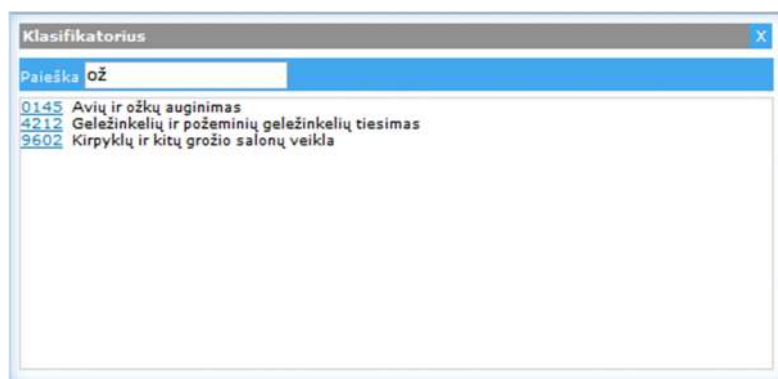 Klasifikatorius X
Paieška ož
0145 Avių ir ožkų auginimas
4212 Geležinkelių ir požeminių geležinkelių tiesimas
9602 Kirpyklų ir kitų grožio salonų veikla